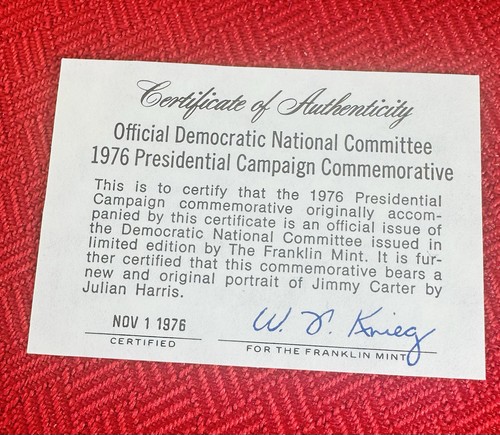 Certificate of Authenticity
Official Democratic National Committee
1976 Presidential Campaign Commemorative
This is to certify that the 1976 Presidential
Campaign commemorative originally accom-
panied by this certificate is an official issue of
the Democratic National Committee issued in
limited edition by The Franklin Mint. It is fur-
ther certified that this commemorative bears a
new and original portrait of Jimmy Carter by
Julian Harris.
NOV 1 1976
CERTIFIED
W. Krieg
FOR THE FRANKLIN MINT